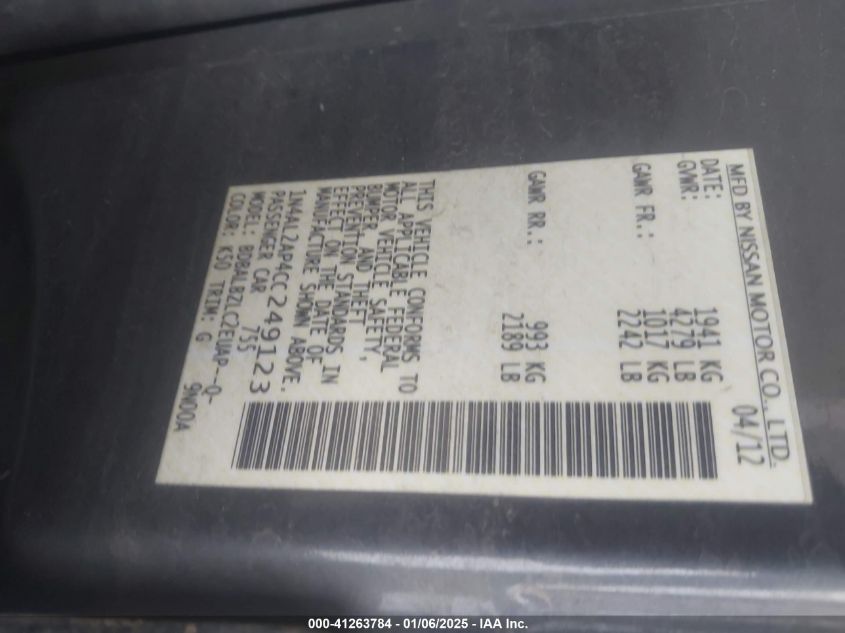 MFD BY NISSAN MOTOR CO., LTD.
DATE: 04/12
GVWR: 1941 KG
4279 LB
GAWR FR.: 1017 KG
2242 LB
GAWR RR.: 993 KG
2189 LB
THIS VEHICLE CONFORMS TO
ALL APPLICABLE FEDERAL
MOTOR VEHICLE SAFETY,
BUMPER, AND THEFT
PREVENTION STANDARDS IN
EFFECT ON THE DATE OF
MANUFACTURE SHOWN ABOVE.
1N4AL2AP4CC249123
PASSENGER CAR 755
MODEL: BDBALRZLC2EUAP--Q-
COLOR: K50 TRIM: G 9N00A
000-41263784 - 01/06/2025 - IAA Inc.